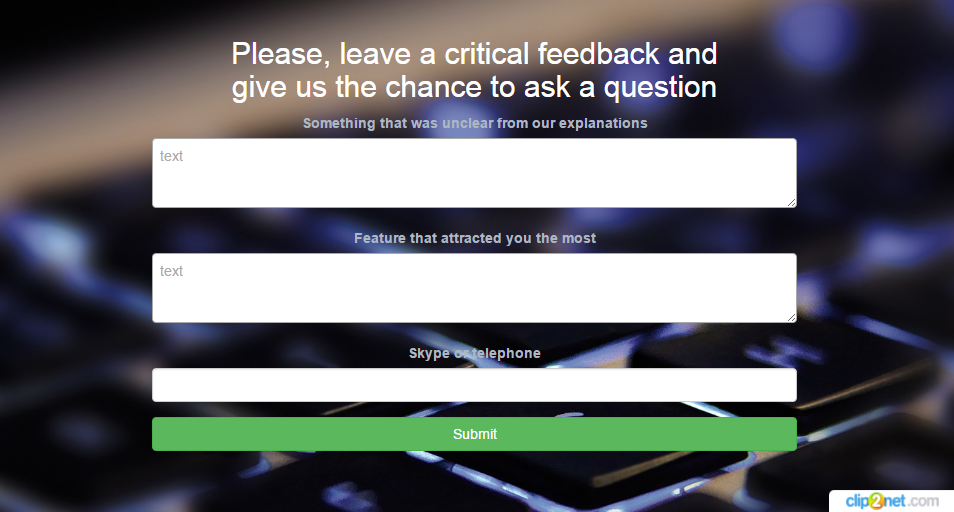 Please, leave a critical feedback and
give us the chance to ask a question
Something that was unclear from our explanations
text
Feature that attracted you the most
text
Skype or telephone
Submit
clip2net.com